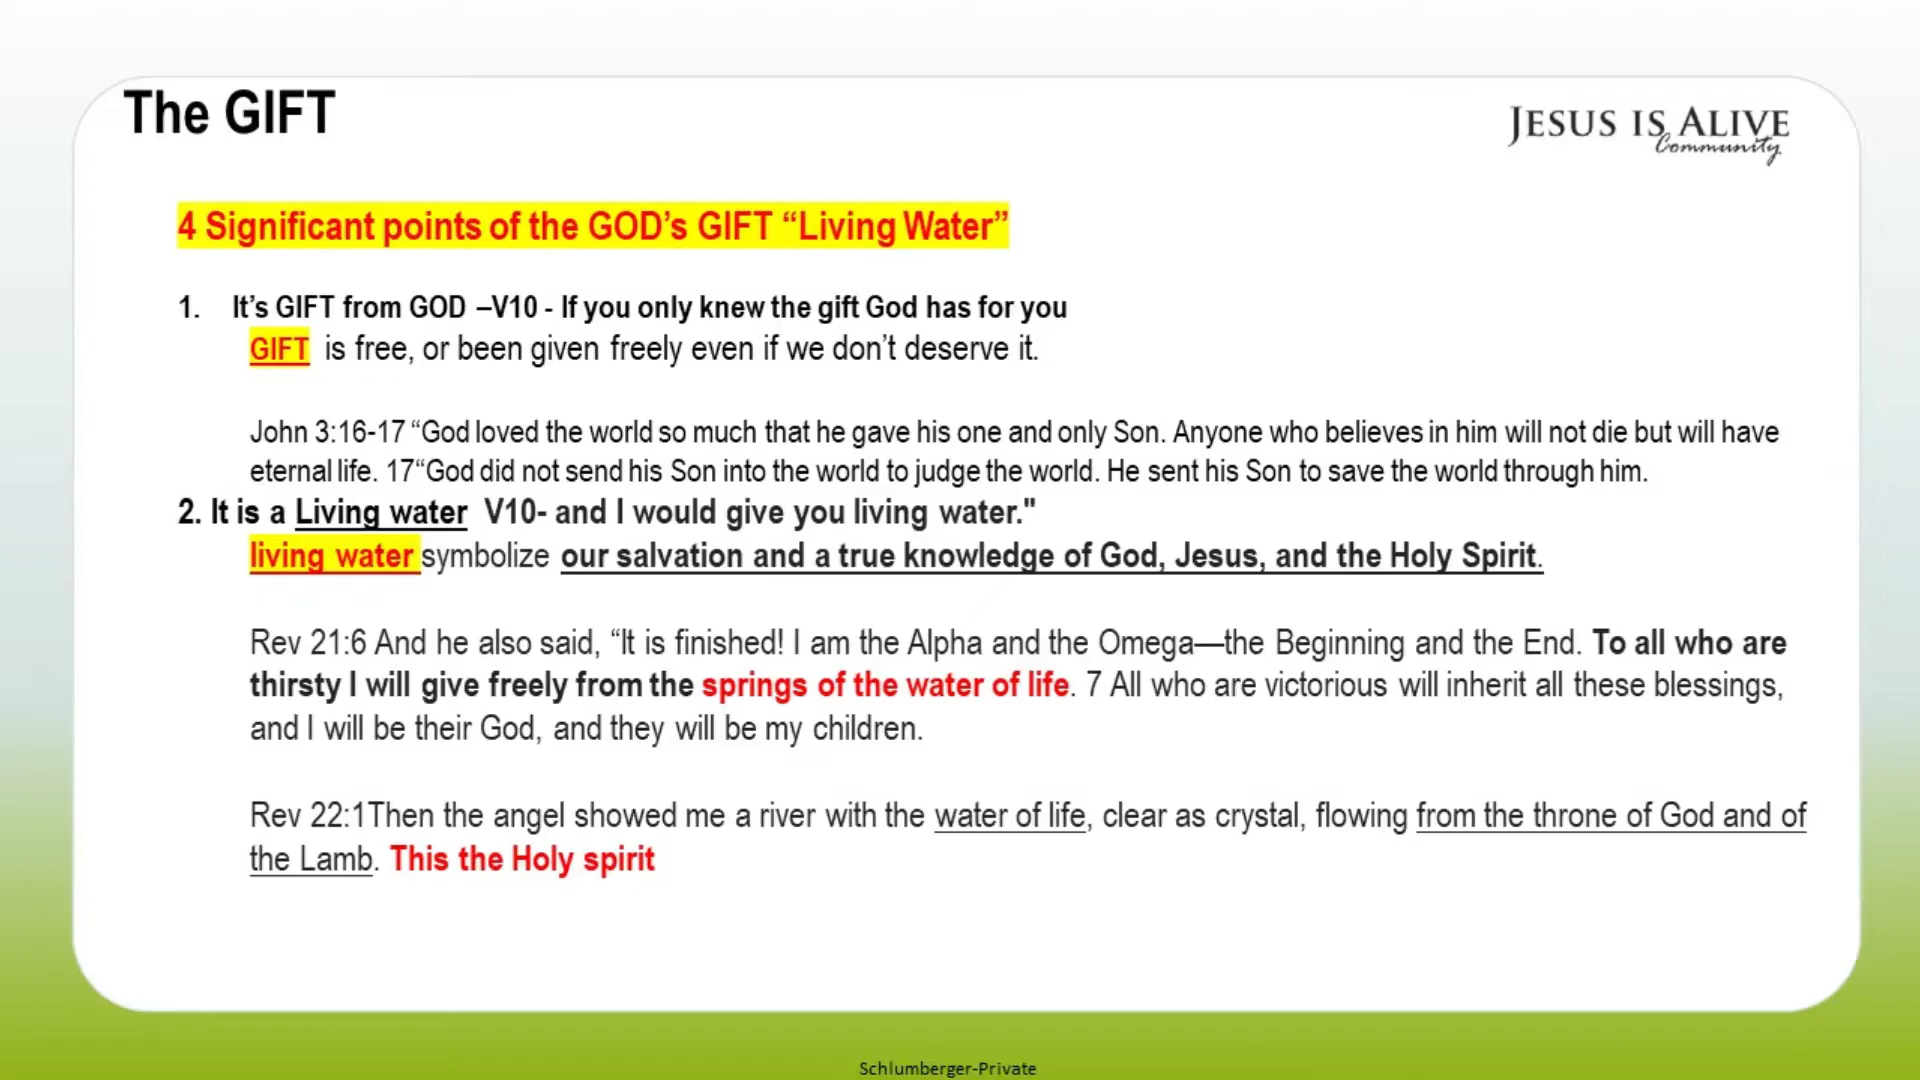 The GIFT
JESUS IS ALIVE
Community
4 Significant points of the GOD’s GIFT “Living Water”
1. It’s GIFT from GOD –V10 - If you only knew the gift God has for you
GIFT is free, or been given freely even if we don’t deserve it.
John 3:16-17 “God loved the world so much that he gave his one and only Son. Anyone who believes in him will not die but will have
eternal life. 17“God did not send his Son into the world to judge the world. He sent his Son to save the world through him.
2. It is a Living water V10- and I would give you living water."
living water symbolize our salvation and a true knowledge of God, Jesus, and the Holy Spirit.
Rev 21:6 And he also said, “It is finished! I am the Alpha and the Omega—the Beginning and the End. To all who are
thirsty I will give freely from the springs of the water of life. 7 All who are victorious will inherit all these blessings,
and I will be their God, and they will be my children.
Rev 22:1Then the angel showed me a river with the water of life, clear as crystal, flowing from the throne of God and of
the Lamb. This the Holy spirit
Schlumberger-Private